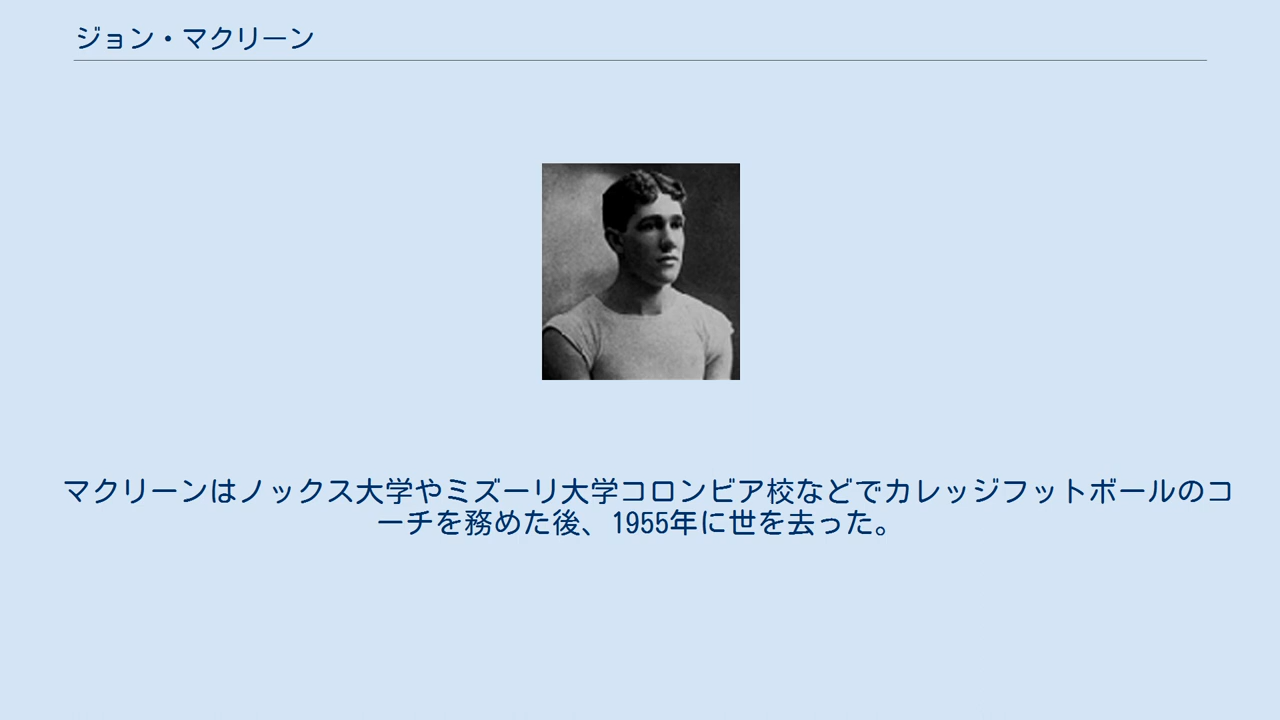 ジョン・マクリーン
マクリーンはノックス大学やミズーリ大学コロンビア校などでカレッジフットボールのコ
ーチを務めた後、1955年に世を去った。